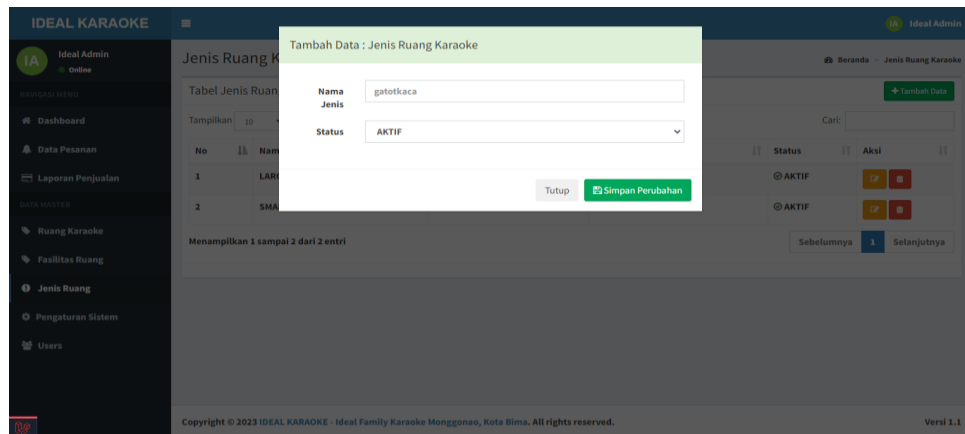 IDEAL KARAOKE
IA Ideal Admin
IA
Ideal Admin
Online
NAVIGASI MENU
Dashboard
Data Pesanan
Laporan Penjualan
DATA MASTER
Ruang Karaoke
Fasilitas Ruang
Jenis Ruang
Pengaturan Sistem
Users
Jenis Ruang K
Beranda > Jenis Ruang Karaoke
Tabel Jenis Ruan
Tambah Data
Tampilkan 10
Cari:
No Nam Status Aksi
1 LARG AKTIF
2 SMA AKTIF
Menampilkan 1 sampai 2 dari 2 entri
Sebelumnya 1 Selanjutnya
Tambah Data : Jenis Ruang Karaoke
Nama Jenis
gatotkaca
Status
AKTIF
Tutup
Simpan Perubahan
Copyright © 2023 IDEAL KARAOKE - Ideal Family Karaoke Monggonao, Kota Bima. All rights reserved.
Versi 1.1